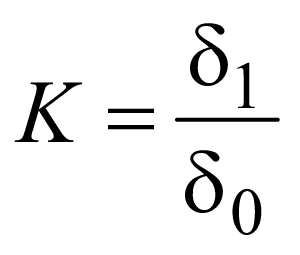 K = δ₁ / δ₀